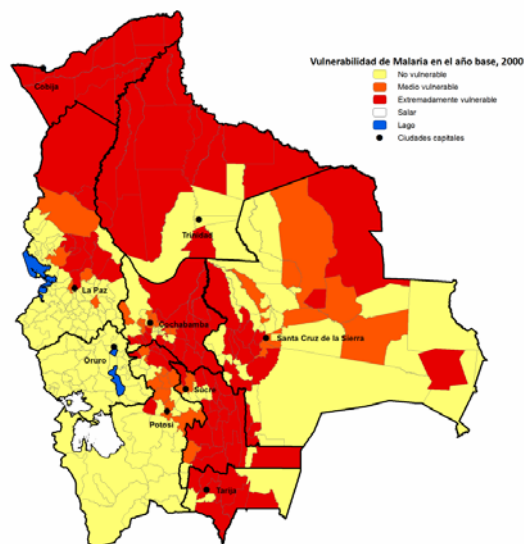 Vulnerabilidad de Malaria en el año base, 2000
No vulnerable
Medio vulnerable
Extremadamente vulnerable
Salar
Lago
Ciudades capitales
Cobija
Trinidad
La Paz
Cochabamba
Santa Cruz de la Sierra
Oruro
Sucre
Potosí
Tarija